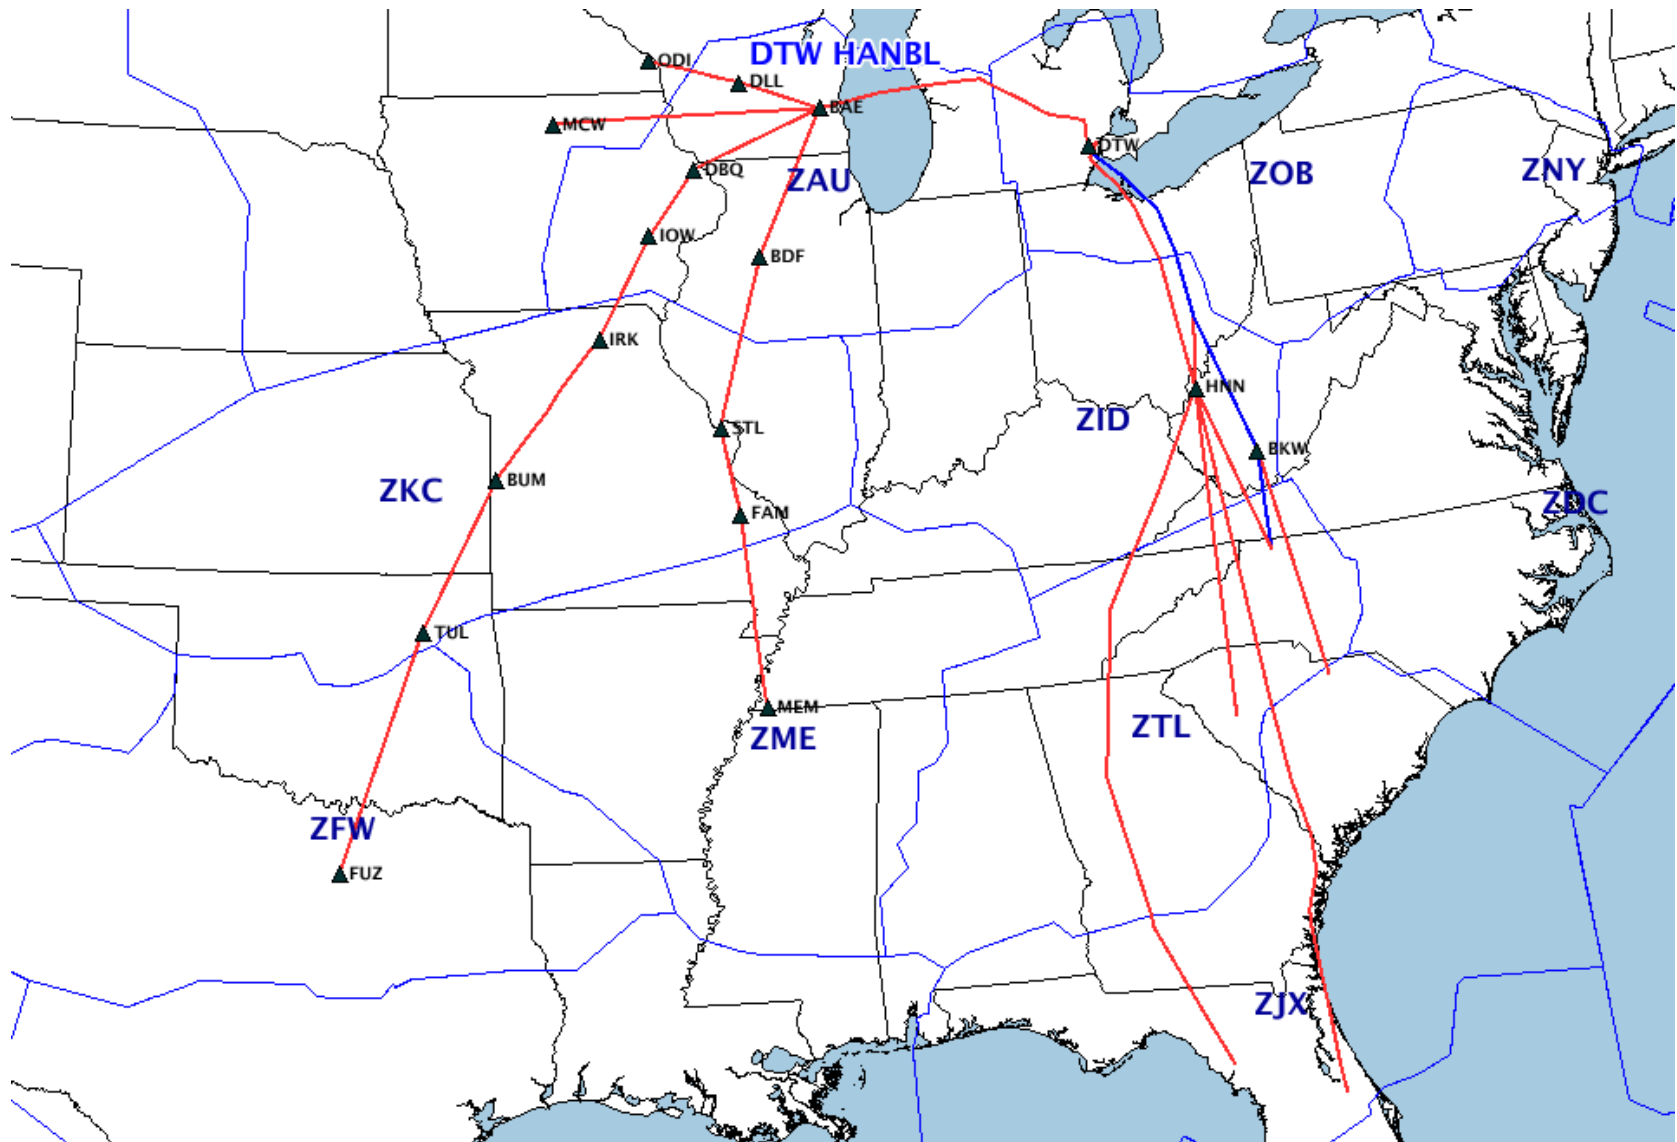 DTW HANBL
ODI
DLL
BAE
MCW
DTW
DBQ
ZAU
ZOB
ZNY
IOW
BDF
IRK
HNN
ZID
STL
BKW
BUM
ZKC
ZDC
FAM
TUL
MEM
ZME
ZTL
ZFW
FUZ
ZJX